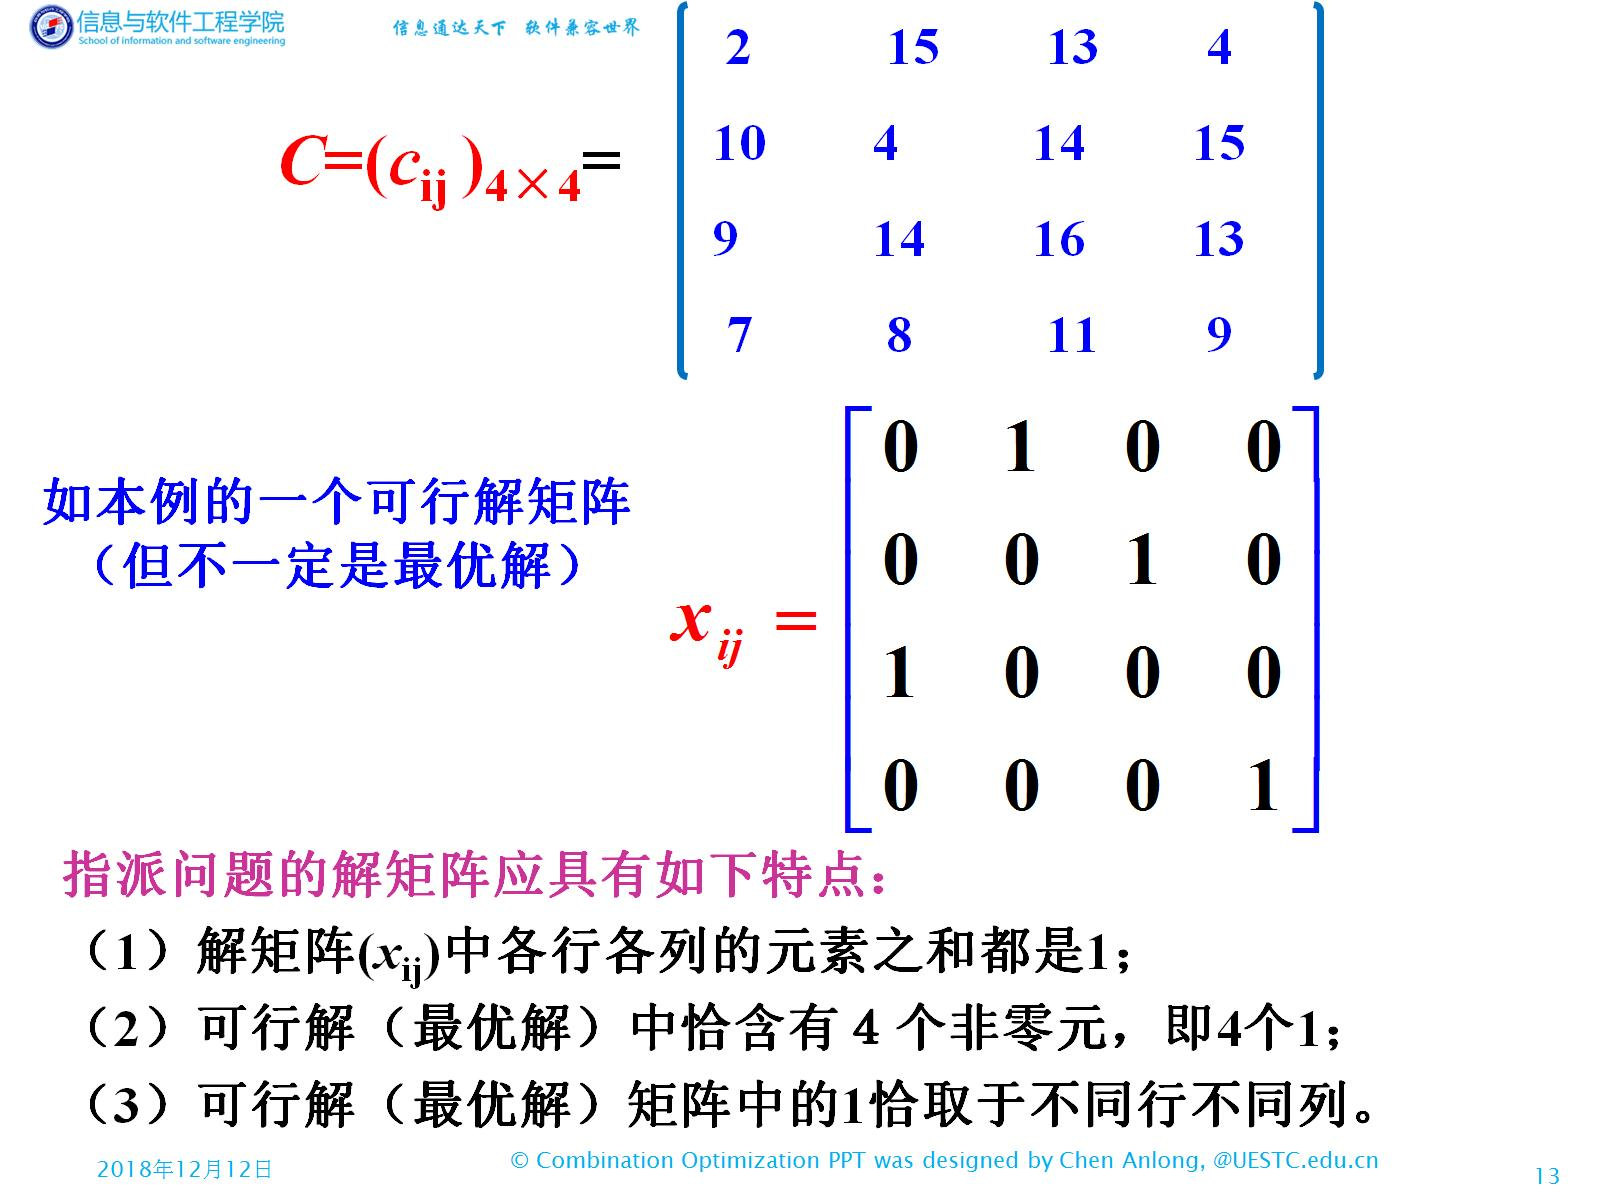 信息与软件工程学院
School of information and software engineering
信息通达天下 软件兼容世界
2 15 13 4
C=(cij )4×4=
10 4 14 15
9 14 16 13
7 8 11 9
0 1 0 0
如本例的一个可行解矩阵
（但不一定是最优解）
0 0 1 0
xij =
1 0 0 0
0 0 0 1
指派问题的解矩阵应具有如下特点：
（1）解矩阵(xij)中各行各列的元素之和都是1；
（2）可行解（最优解）中恰含有４个非零元，即4个1；
（3）可行解（最优解）矩阵中的1恰取于不同行不同列。
2018年12月12日
© Combination Optimization PPT was designed by Chen Anlong, @UESTC.edu.cn
13